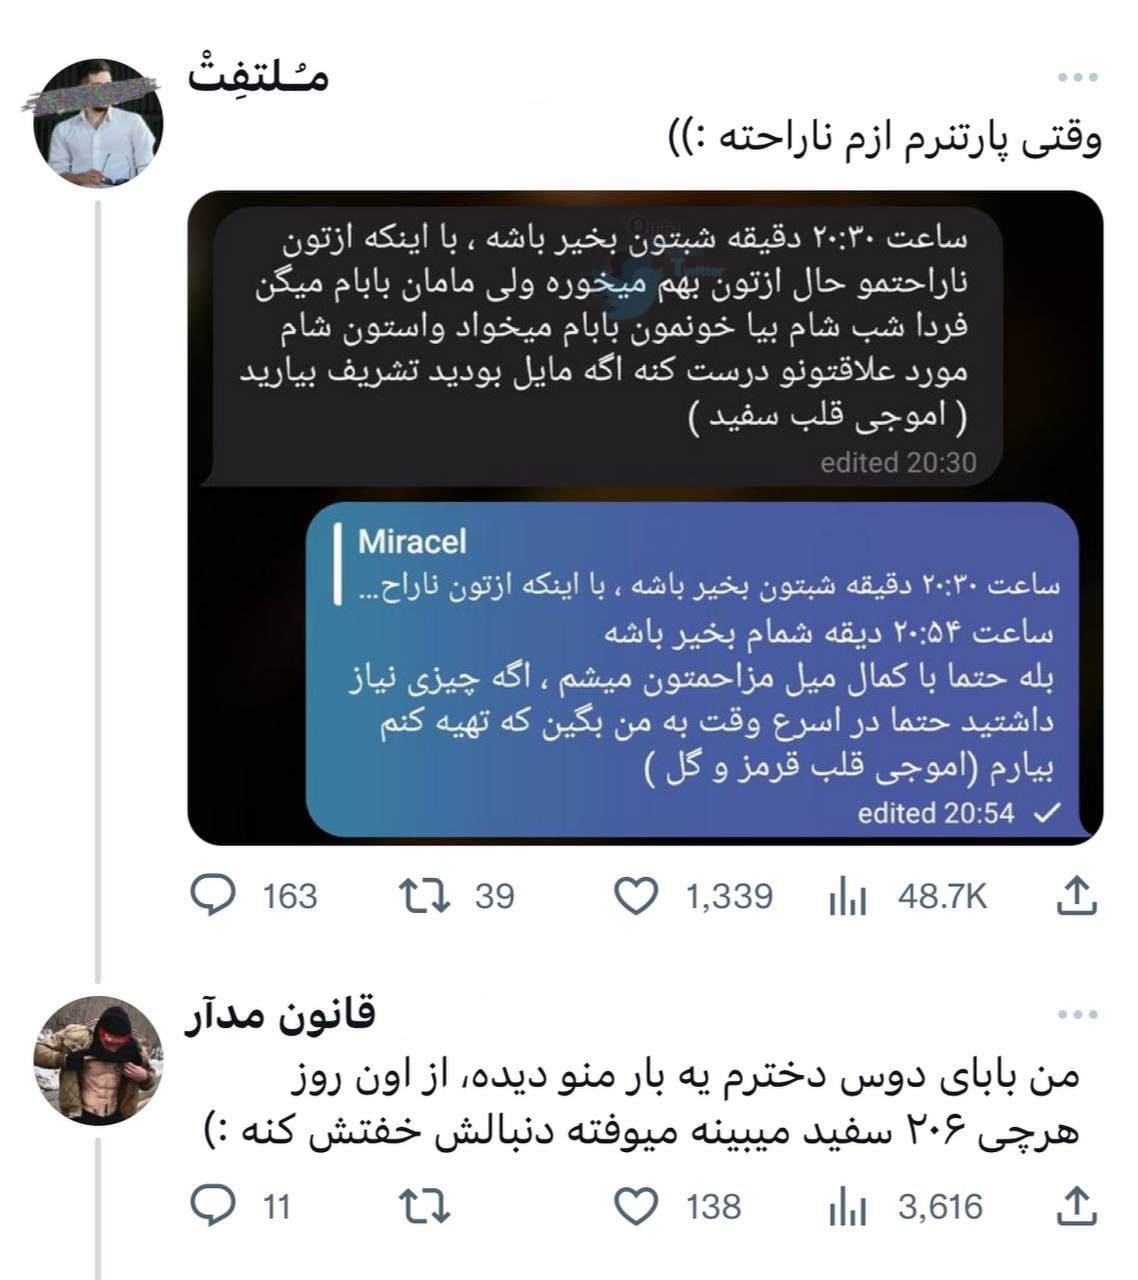 مـُـلتفِتْ
وقتی پارتنرم ازم ناراحته :))
ساعت ۲۰:۳۰ دقیقه شبتون بخیر باشه ، با اینکه ازتون
ناراحتمو حال ازتون بهم میخوره ولی مامان بابام میگن
فردا شب شام بیا خونمون بابام میخواد واستون شام
مورد علاقتونو درست کنه اگه مایل بودید تشریف بیارید
( اموجی قلب سفید )
edited 20:30
Official
Twitter
Miracel
ساعت ۲۰:۳۰ دقیقه شبتون بخیر باشه ، با اینکه ازتون ناراح...
ساعت ۲۰:۵۴ دیقه شمام بخیر باشه
بله حتما با کمال میل مزاحمتون میشم ، اگه چیزی نیاز
داشتید حتما در اسرع وقت به من بگین که تهیه کنم
بیارم (اموجی قلب قرمز و گل )
edited 20:54
163 39 1,339 48.7K
قانون مدآر
من بابای دوس دخترم یه بار منو دیده، از اون روز
هرچی ۲۰۶ سفید میبینه میوفته دنبالش خفتش کنه :)
11 138 3,616